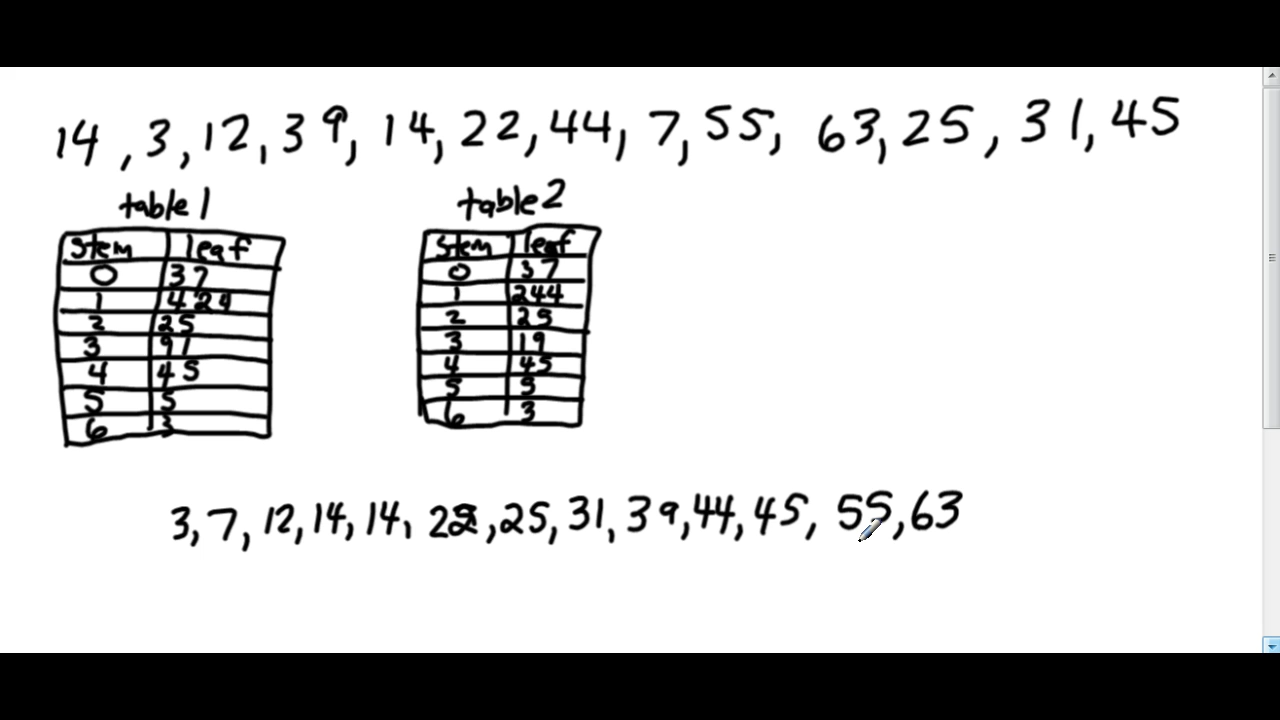 14, 3, 12, 39, 14, 22, 44, 7, 55, 63, 25, 31, 45
table 1 table 2
stem leaf stem leaf
0 37 0 37
1 424 1 244
2 25 2 25
3 91 3 19
4 45 4 45
5 5 5 5
6 3 6 3
3, 7, 12, 14, 14, 22, 25, 31, 39, 44, 45, 55, 63